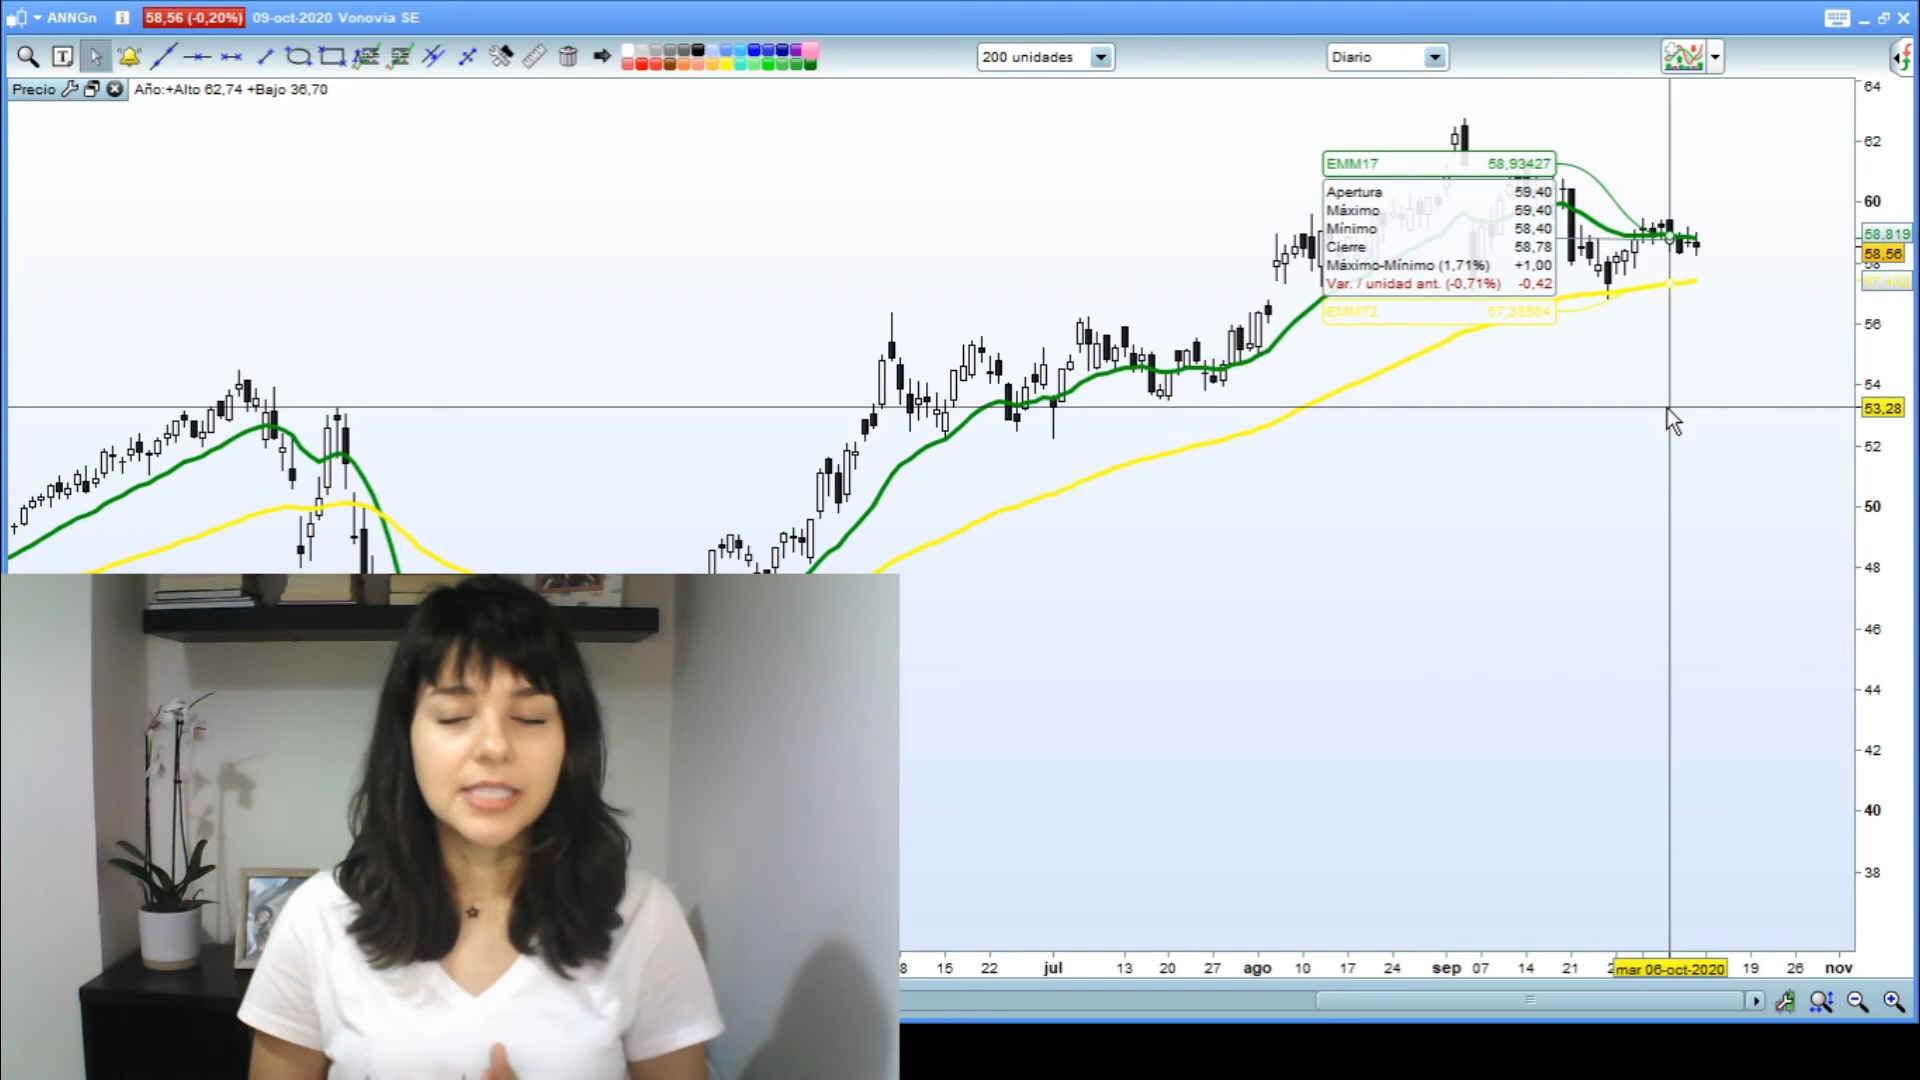 ANNGn 58,56 (-0,20%) 09-oct-2020 Vonovia SE
200 unidades
Diario
Precio Año:+Alto 62,74 +Bajo 36,70
EMM17 58,93427
Apertura 59,40
Máximo 59,40
Mínimo 58,40
Cierre 58,78
Máximo-Mínimo (1,71%) +1,00
Var. / unidad ant. (-0,71%) -0,42
EMM72 57,33584
64
62
60
58,819
58,56
58
56
54
53,28
52
50
48
46
44
42
40
38
8 15 22 jul 13 20 27 ago 10 17 24 sep 07 14 21 mar 06-oct-2020 19 26 nov